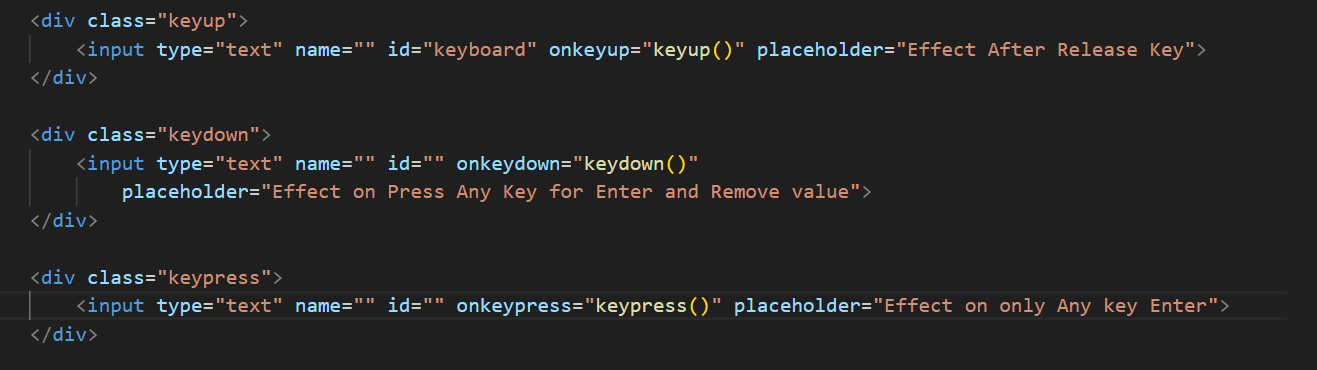 <div class="keyup">
<input type="text" name="" id="keyboard" onkeyup="keyup()" placeholder="Effect After Release Key">
</div>
<div class="keydown">
<input type="text" name="" id="" onkeydown="keydown()"
placeholder="Effect on Press Any Key for Enter and Remove value">
</div>
<div class="keypress">
<input type="text" name="" id="" onkeypress="keypress()" placeholder="Effect on only Any key Enter">
</div>